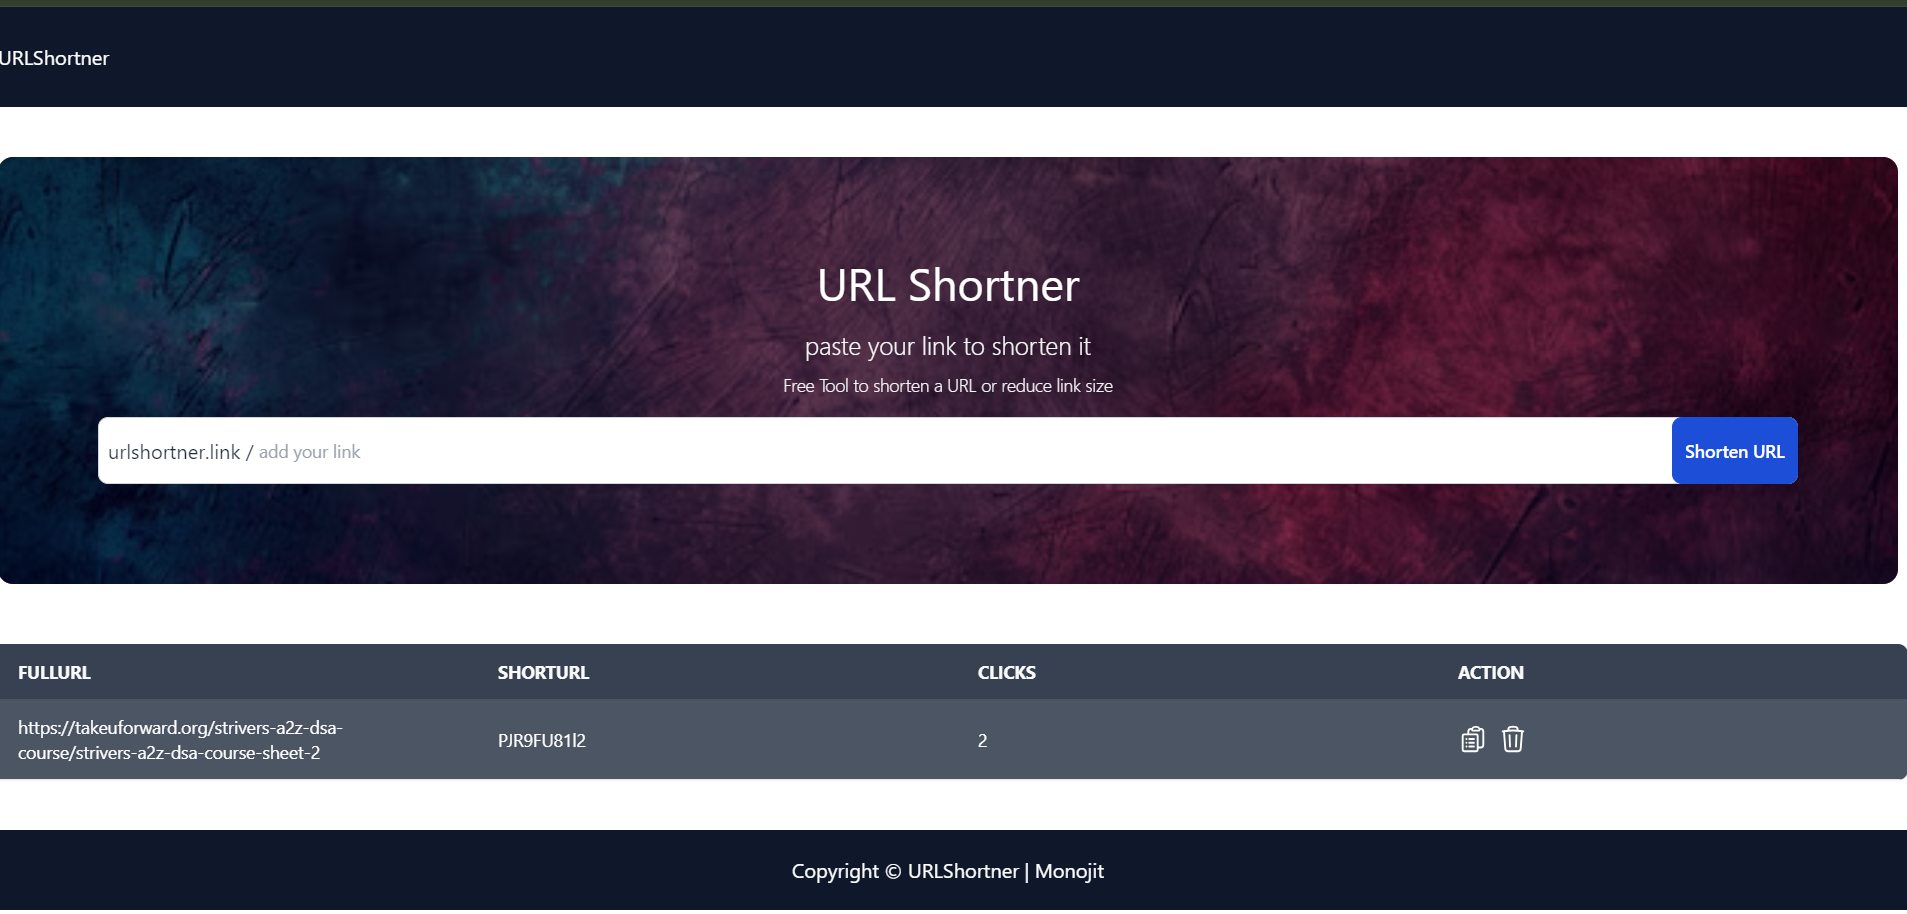 URLShortner
URL Shortner
paste your link to shorten it
Free Tool to shorten a URL or reduce link size
urlshortner.link / add your link
Shorten URL
FULLURL SHORTURL CLICKS ACTION
https://takeuforward.org/strivers-a2z-dsa-
course/strivers-a2z-dsa-course-sheet-2
PJR9FU81l2
2
Copyright © URLShortner | Monojit